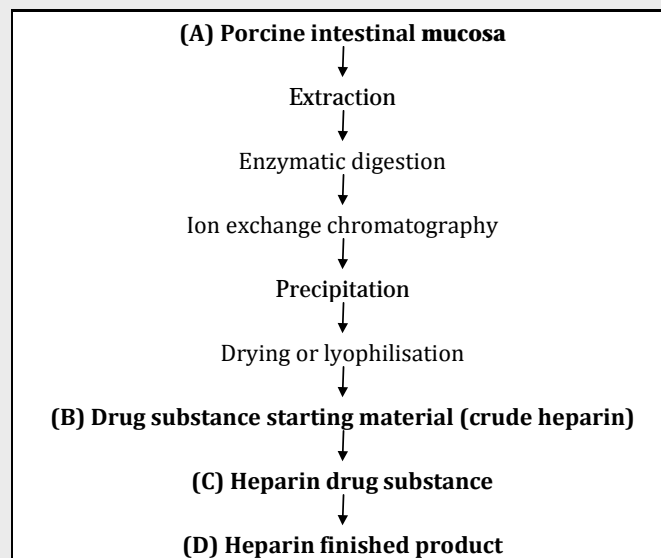 (A) Porcine intestinal mucosa
Extraction
Enzymatic digestion
Ion exchange chromatography
Precipitation
Drying or lyophilisation
(B) Drug substance starting material (crude heparin)
(C) Heparin drug substance
(D) Heparin finished product